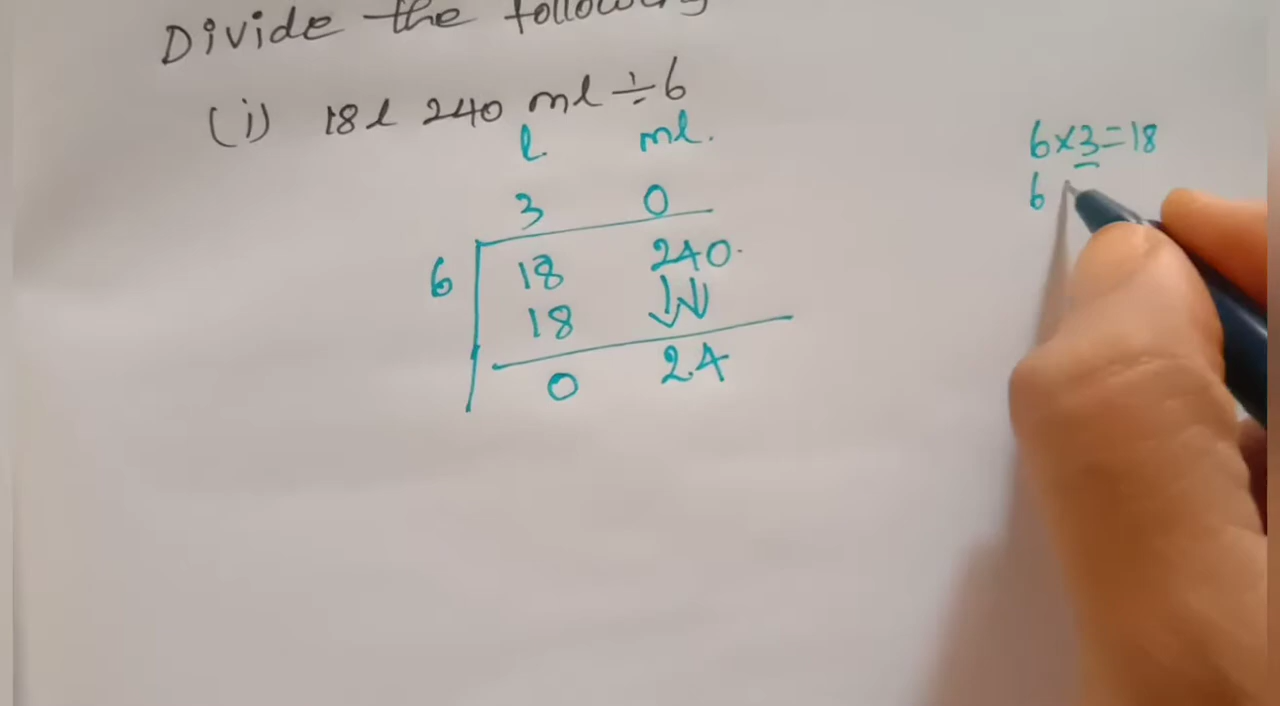 Divide the following
(i) 18 l 240 ml ÷ 6
l ml.
3 0
6 18 240.
18
0 24
6×3=18
6